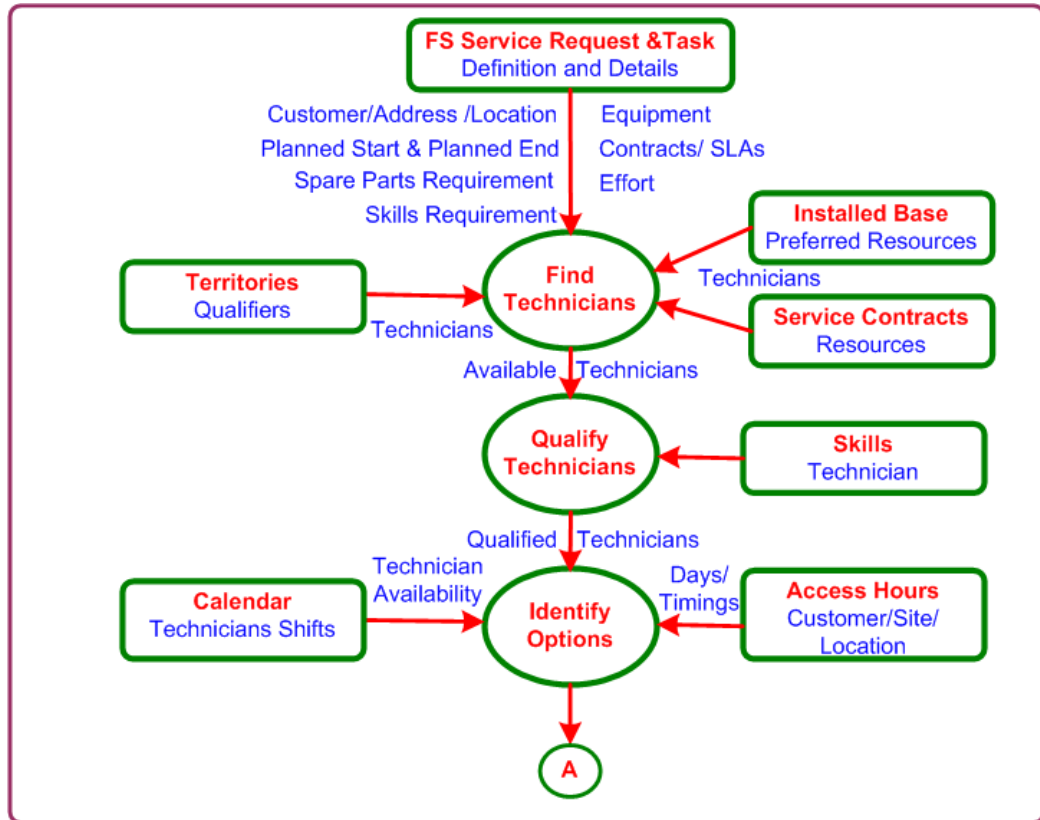 FS Service Request &Task
Definition and Details
Customer/Address /Location
Equipment
Planned Start & Planned End
Contracts/ SLAs
Spare Parts Requirement
Effort
Skills Requirement
Installed Base
Preferred Resources
Territories
Qualifiers
Find
Technicians
Technicians
Technicians
Service Contracts
Resources
Available
Technicians
Qualify
Technicians
Skills
Technician
Qualified
Technicians
Calendar
Technicians Shifts
Technician
Availability
Identify
Options
Days/
Timings
Access Hours
Customer/Site/
Location
A